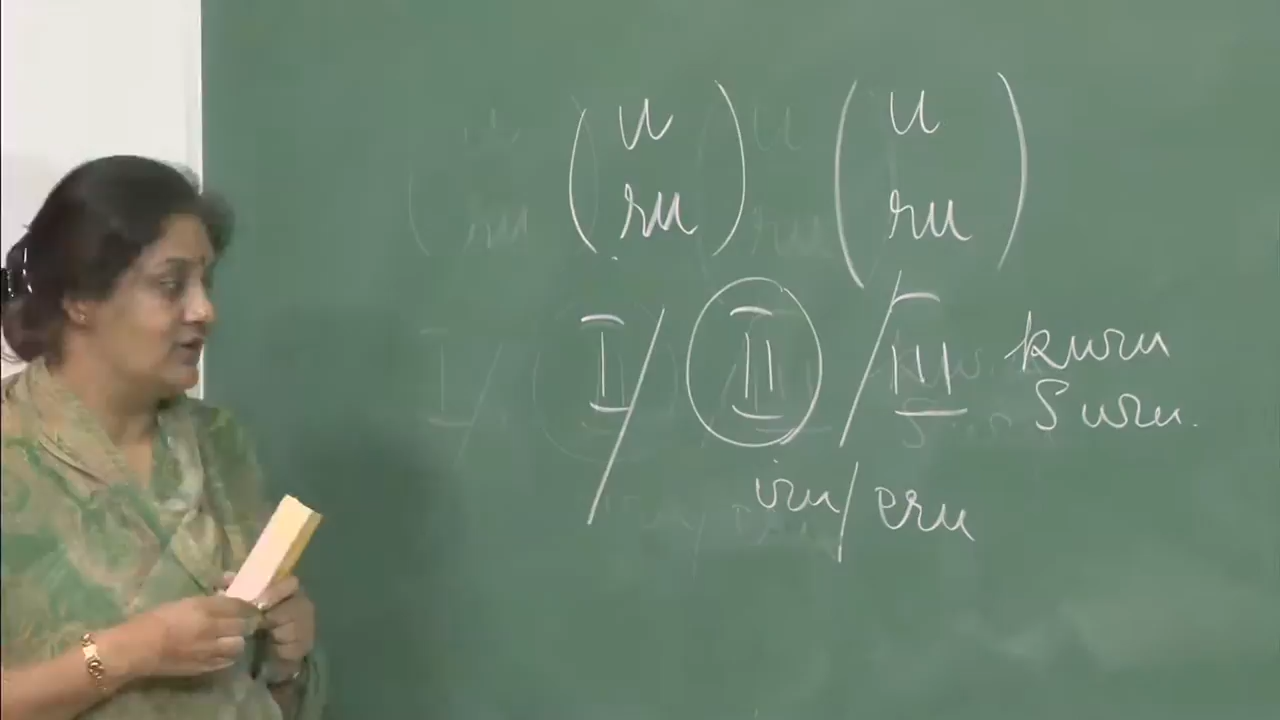 ( u ) ( u )
( ru ) ( ru )
I / II / III kuru
Suru.
iru / eru